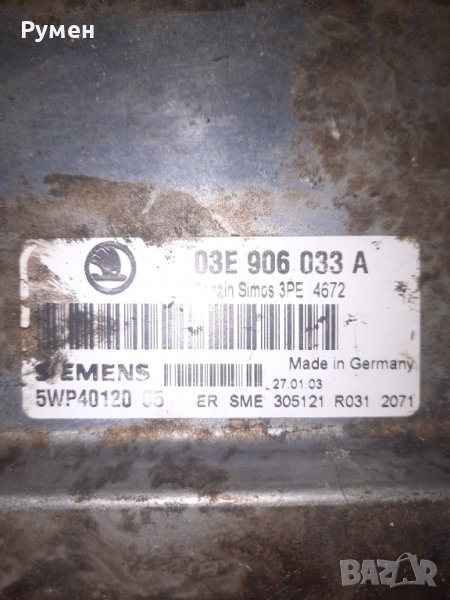 Румен
03E 906 033 A
Simos 3PE 4672
SIEMENS
Made in Germany
27.01.03
5WP40120 05 ER SME 305121 R031 2071
BAZAR